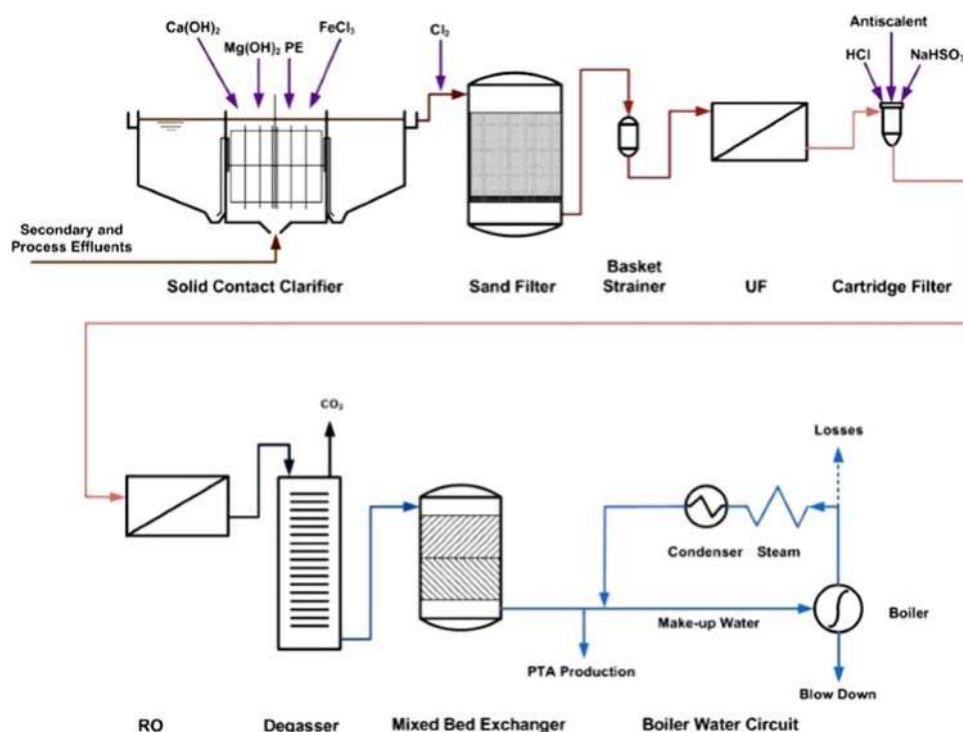 Ca(OH)₂
Mg(OH)₂ PE
FeCl₃
Cl₂
Antiscalent
HCl
NaHSO₃
Secondary and
Process Effluents
Solid Contact Clarifier
Sand Filter
Basket
Strainer
UF
Cartridge Filter
CO₂
Losses
Condenser
Steam
Boiler
Make-up Water
PTA Production
Blow Down
RO
Degasser
Mixed Bed Exchanger
Boiler Water Circuit